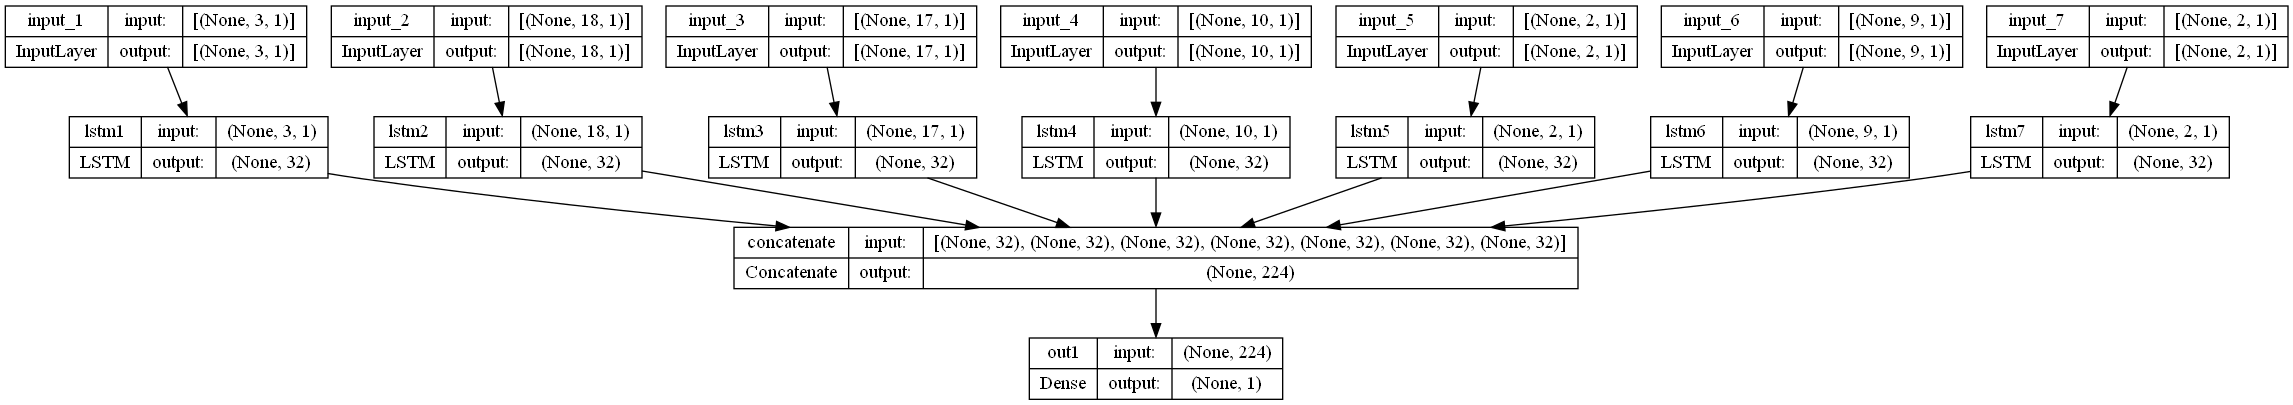 input_1 input: [(None, 3, 1)]
InputLayer output: [(None, 3, 1)]
input_2 input: [(None, 18, 1)]
InputLayer output: [(None, 18, 1)]
input_3 input: [(None, 17, 1)]
InputLayer output: [(None, 17, 1)]
input_4 input: [(None, 10, 1)]
InputLayer output: [(None, 10, 1)]
input_5 input: [(None, 2, 1)]
InputLayer output: [(None, 2, 1)]
input_6 input: [(None, 9, 1)]
InputLayer output: [(None, 9, 1)]
input_7 input: [(None, 2, 1)]
InputLayer output: [(None, 2, 1)]
lstm1 input: (None, 3, 1)
LSTM output: (None, 32)
lstm2 input: (None, 18, 1)
LSTM output: (None, 32)
lstm3 input: (None, 17, 1)
LSTM output: (None, 32)
lstm4 input: (None, 10, 1)
LSTM output: (None, 32)
lstm5 input: (None, 2, 1)
LSTM output: (None, 32)
lstm6 input: (None, 9, 1)
LSTM output: (None, 32)
lstm7 input: (None, 2, 1)
LSTM output: (None, 32)
concatenate input: [(None, 32), (None, 32), (None, 32), (None, 32), (None, 32), (None, 32), (None, 32)]
Concatenate output: (None, 224)
out1 input: (None, 224)
Dense output: (None, 1)